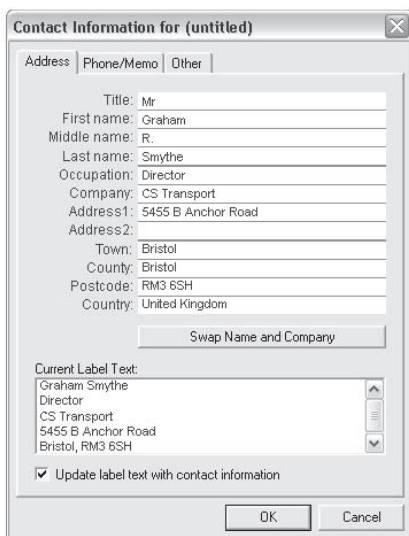 Contact Information for (untitled)
Address Phone/Memo Other
Title: Mr
First name: Graham
Middle name: R.
Last name: Smythe
Occupation: Director
Company: CS Transport
Address1: 5455 B Anchor Road
Address2:
Town: Bristol
County: Bristol
Postcode: RM3 6SH
Country: United Kingdom
Swap Name and Company
Current Label Text:
Graham Smythe
Director
CS Transport
5455 B Anchor Road
Bristol, RM3 6SH
Update label text with contact information
OK Cancel